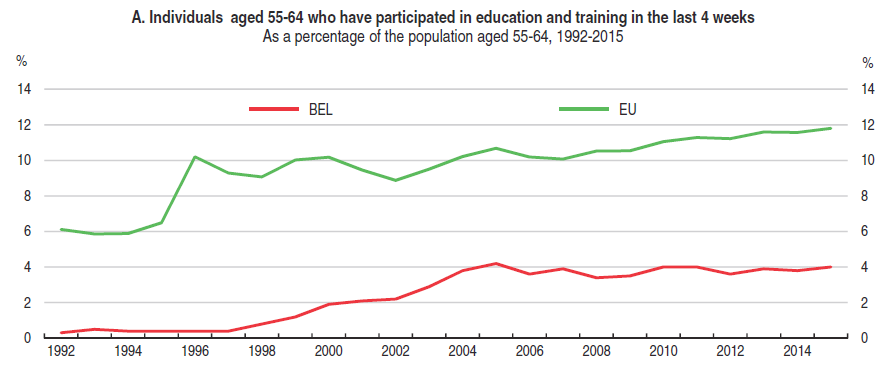 A. Individuals aged 55-64 who have participated in education and training in the last 4 weeks
As a percentage of the population aged 55-64, 1992-2015
% %
BEL EU
14 14
12 12
10 10
8 8
6 6
4 4
2 2
0 0
1992 1994 1996 1998 2000 2002 2004 2006 2008 2010 2012 2014